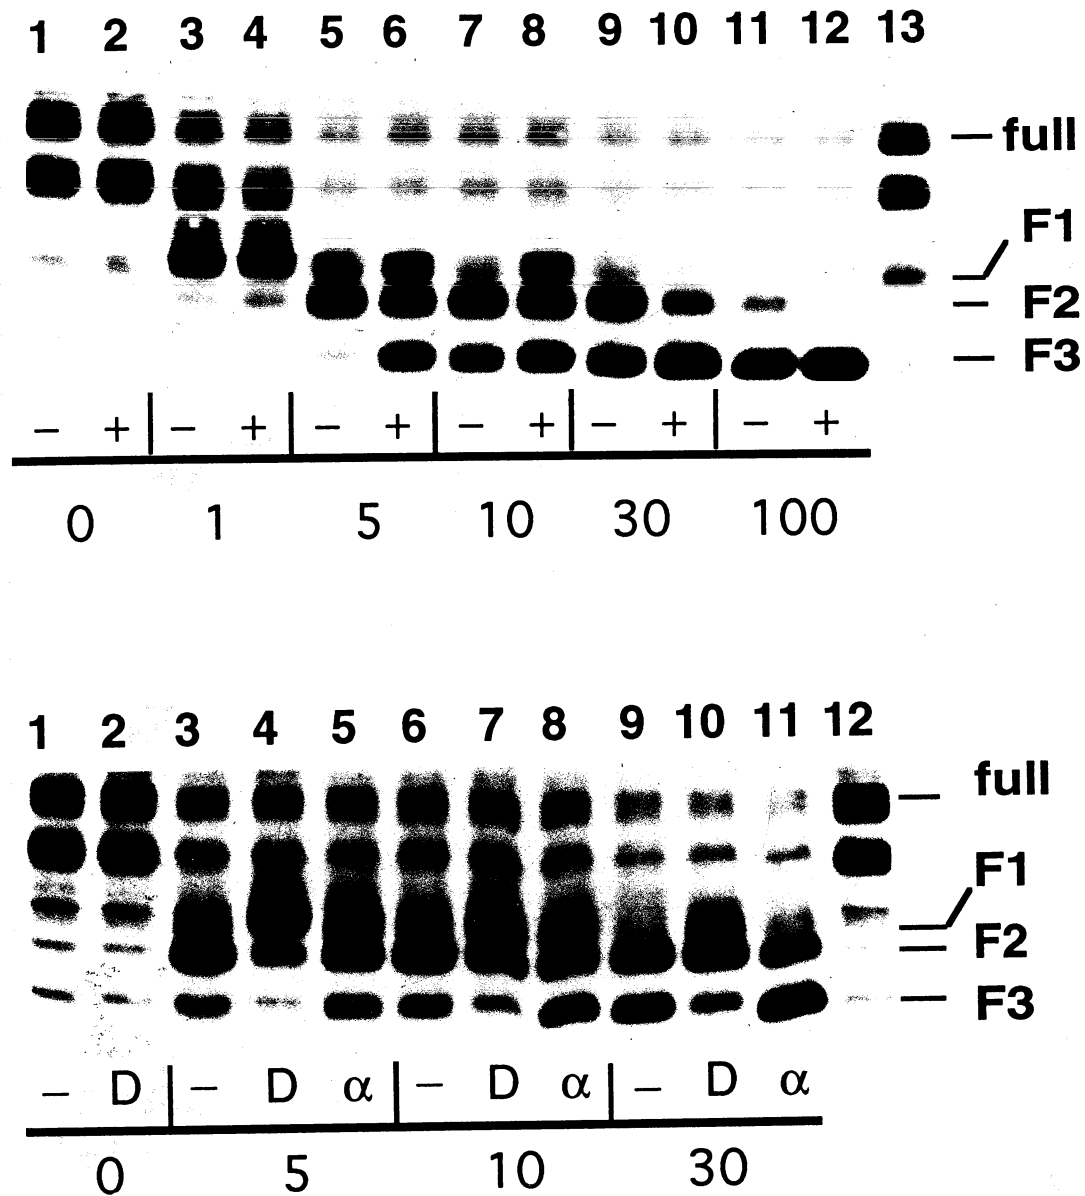 1 2 3 4 5 6 7 8 9 10 11 12 13
full
F1
F2
F3
− + − + − + − + − + − +
0 1 5 10 30 100
1 2 3 4 5 6 7 8 9 10 11 12
full
F1
F2
F3
− D − D α − D α − D α
0 5 10 30